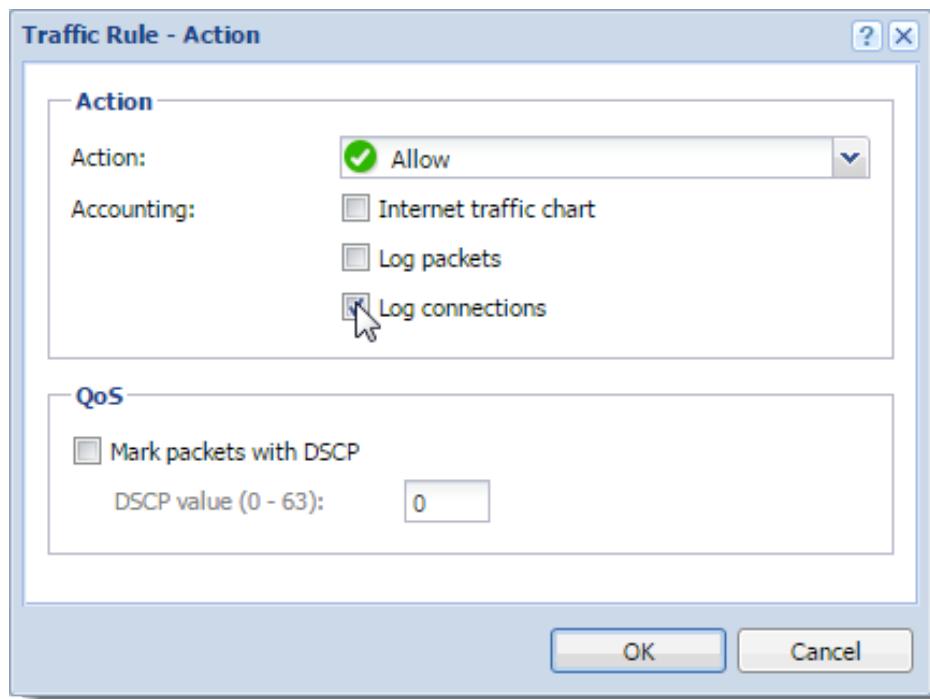 Traffic Rule - Action
?
Action
Action: Allow
Accounting: Internet traffic chart
Log packets
Log connections
QoS
Mark packets with DSCP
DSCP value (0 - 63): 0
OK Cancel